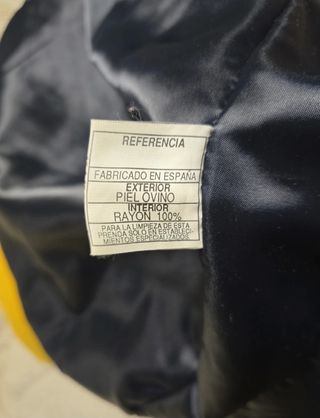 REFERENCIA
FABRICADO EN ESPAÑA
EXTERIOR
PIEL OVINO
INTERIOR
RAYON 100%
PARA LA LIMPIEZA DE ESTA
PRENDA SOLO EN ESTABLECI-
MIENTOS ESPECIALIZADOS